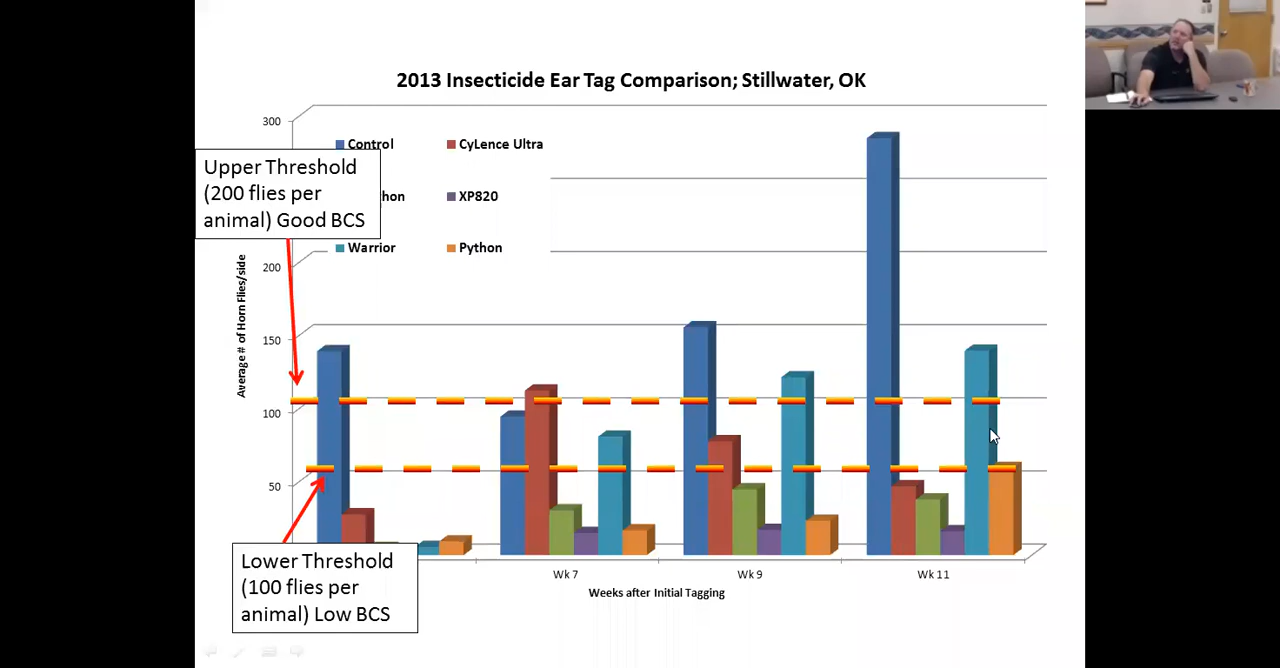 2013 Insecticide Ear Tag Comparison; Stillwater, OK
300
Control
CyLence Ultra
Upper Threshold
(200 flies per
animal) Good BCS
hon
XP820
Warrior
Python
Average # of Horn Flies/side
200
150
100
50
Lower Threshold
(100 flies per
animal) Low BCS
Wk 7
Wk 9
Wk 11
Weeks after Initial Tagging